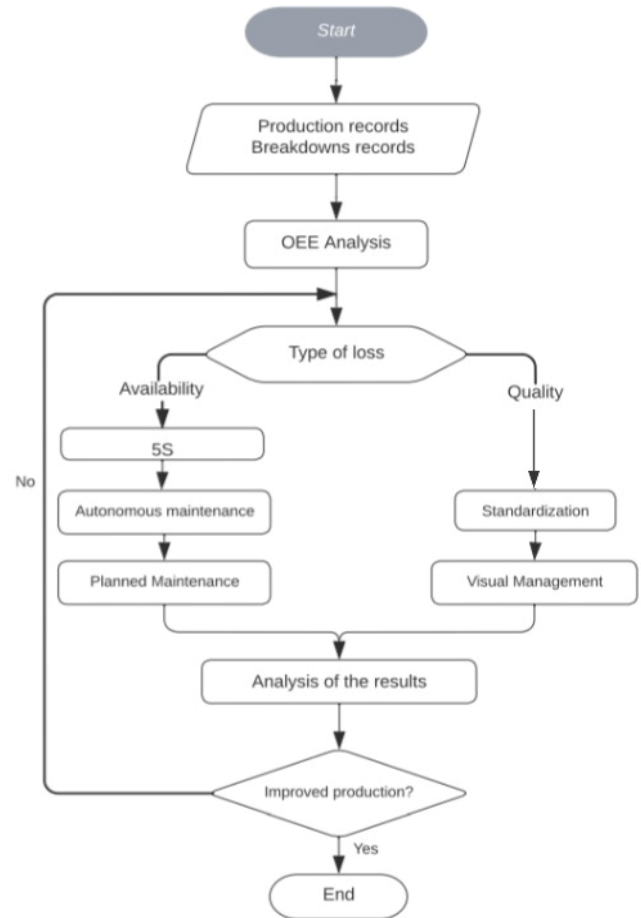 Start
Production records
Breakdowns records
OEE Analysis
Type of loss
Availability
Quality
5S
No
Autonomous maintenance
Standardization
Planned Maintenance
Visual Management
Analysis of the results
Improved production?
Yes
End